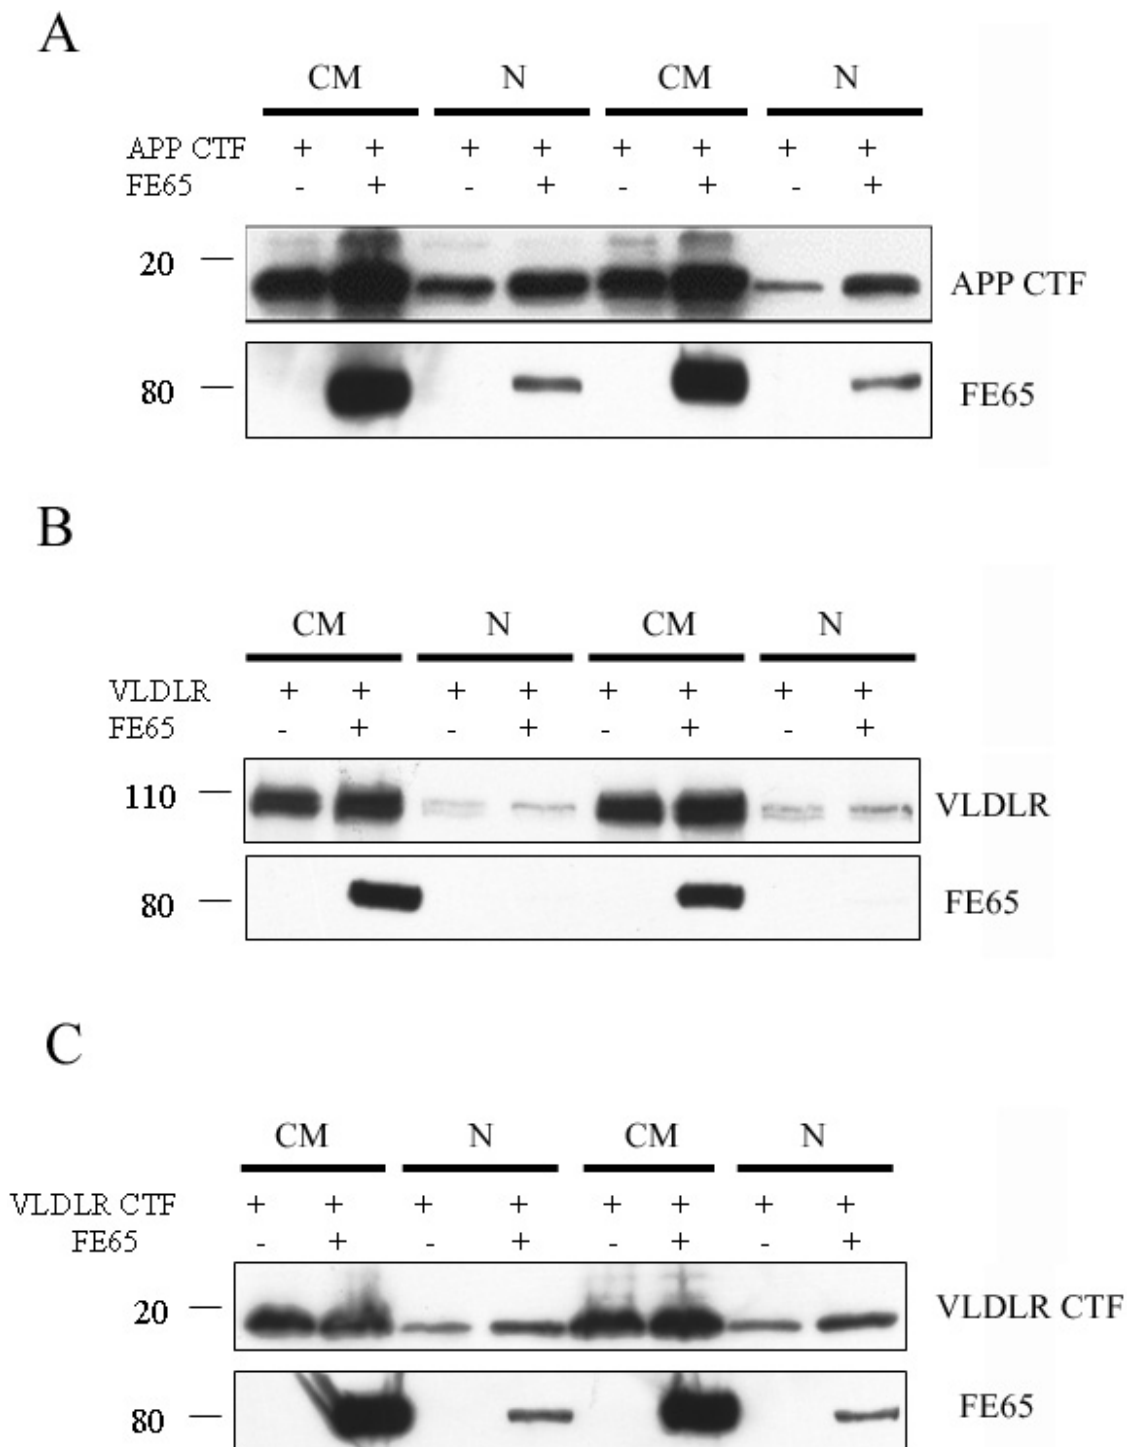 A
CM N CM N
APP CTF + + + + + + + +
FE65 - + - + - + - +
20 — APP CTF
80 — FE65
B
CM N CM N
VLDLR + + + + + + + +
FE65 - + - + - + - +
110 — VLDLR
80 — FE65
C
CM N CM N
VLDLR CTF + + + + + + + +
FE65 - + - + - + - +
20 — VLDLR CTF
80 — FE65